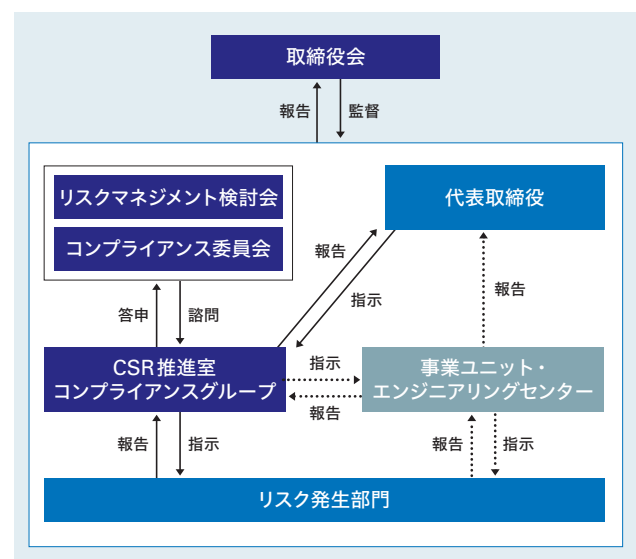 取締役会
報告
監督
リスクマネジメント検討会
コンプライアンス委員会
代表取締役
報告
指示
報告
答申
諮問
CSR推進室
コンプライアンスグループ
指示
報告
事業ユニット・
エンジニアリングセンター
報告
指示
報告
指示
リスク発生部門